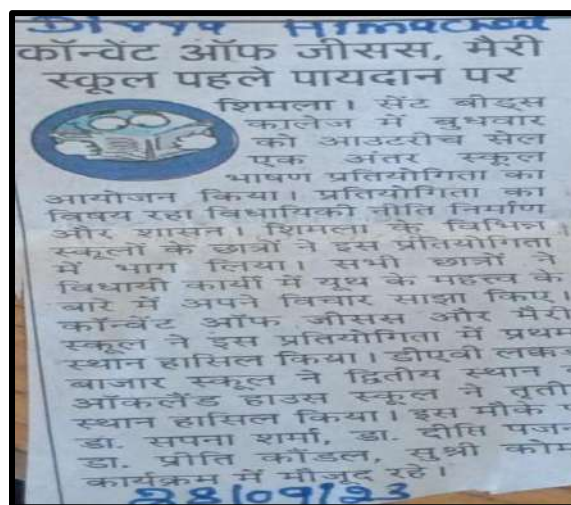 Divya Himachal
कॉन्वेंट ऑफ जीसस, मैरी
स्कूल पहले पायदान पर
शिमला। सेंट बीड्स
कालेज में बुधवार
को आउटरीच सेल
एक अंतर स्कूल
भाषण प्रतियोगिता का
आयोजन किया। प्रतियोगिता का
विषय रहा विधायिकी नीति निर्माण
और शासन। शिमला के विभिन्न
स्कूलों के छात्रों ने इस प्रतियोगिता
में भाग लिया। सभी छात्रों ने
विधायी कार्यों में यूथ के महत्त्व के
बारे में अपने विचार साझा किए।
कॉन्वेंट ऑफ जीसस और मैरी
स्कूल ने इस प्रतियोगिता में प्रथम
स्थान हासिल किया। डीएवी लक्कड़
बाजार स्कूल ने द्वितीय स्थान
ऑकलैंड हाउस स्कूल ने
स्थान हासिल किया। इस मौके
डा. सपना शर्मा, डा. दीप्ति
डा. प्रीति कौंडल, सुश्री
कार्यक्रम में मौजूद रहे।
28/09/23